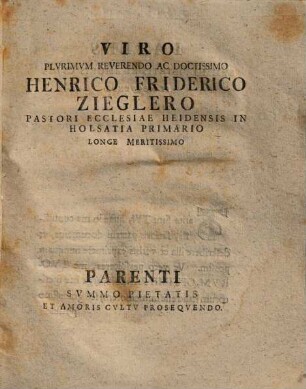 VIRO
PLVRIMVM REVERENDO AC DOCTISSIMO
HENRICO FRIDERICO
ZIEGLERO
PASTORI ECCLESIAE HEIDENSIS IN
HOLSATIA PRIMARIO
LONGE MERITISSIMO
PARENTI
SVMMO PIETATIS
ET AMORIS CVLTV PROSEQVENDO.